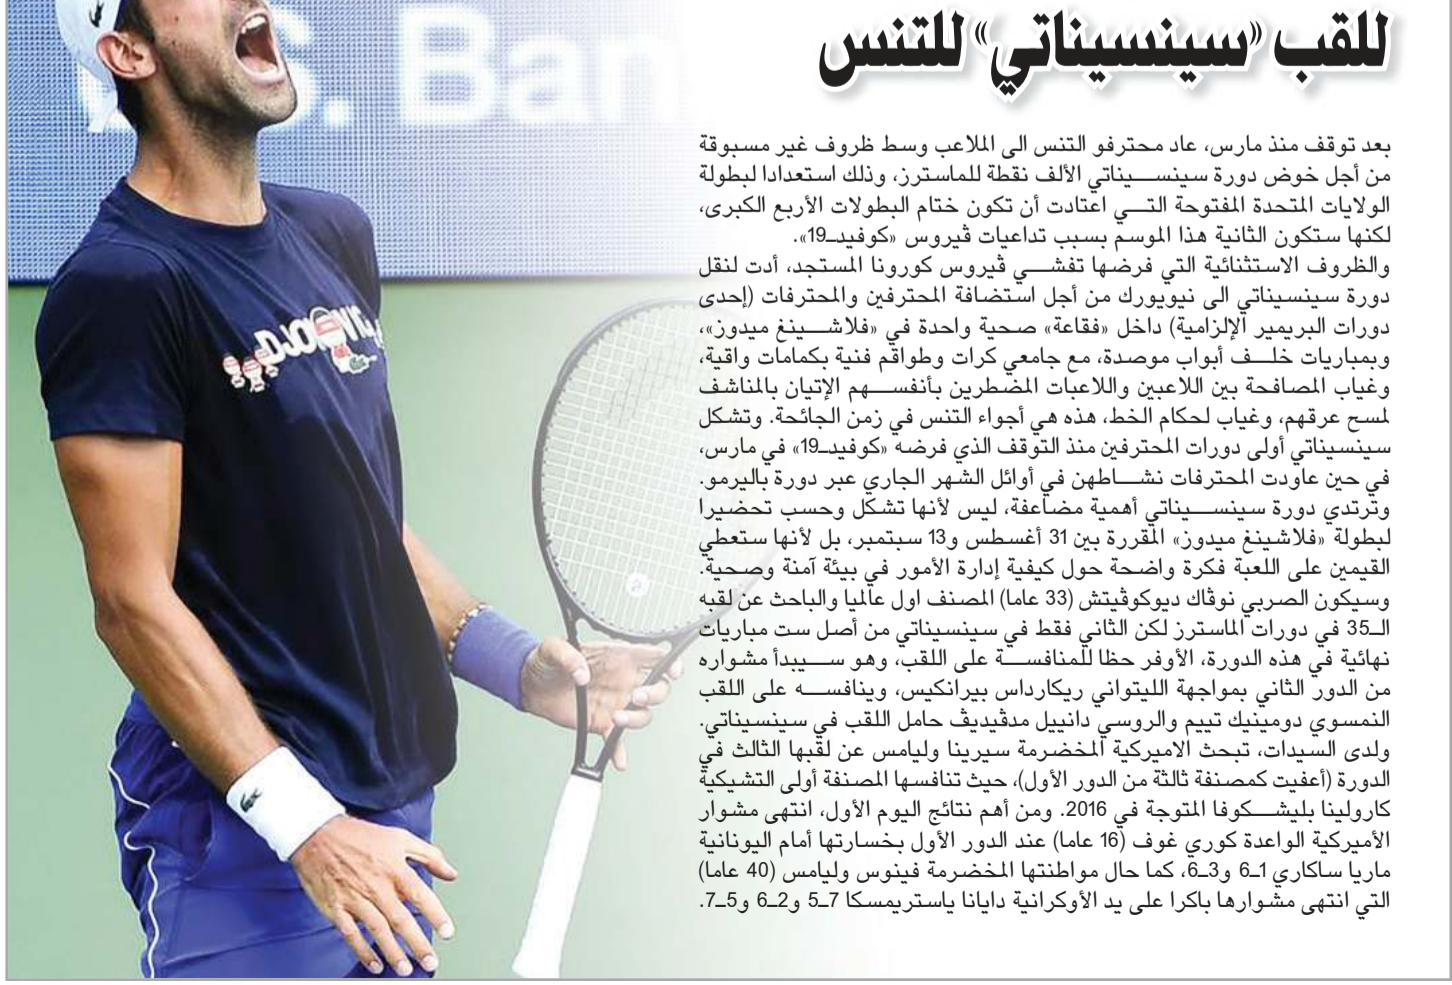 للقب «سينسيناتي» للتنس
بعد توقف منذ مارس، عاد محترفو التنس الى الملاعب وسط ظروف غير مسبوقة
من أجل خوض دورة سينسيناتي الألف نقطة للماسترز، وذلك استعدادا لبطولة
الولايات المتحدة المفتوحة التي اعتادت أن تكون ختام البطولات الأربع الكبرى،
لكنها ستكون الثانية هذا الموسم بسبب تداعيات ڤيروس «كوفيد-19».
والظروف الاستثنائية التي فرضها تفشي ڤيروس كورونا المستجد، أدت لنقل
دورة سينسيناتي الى نيويورك من أجل استضافة المحترفين والمحترفات (إحدى
دورات البريمير الإلزامية) داخل «فقاعة» صحية واحدة في «فلاشينغ ميدوز»،
وبمباريات خلف أبواب موصدة، مع جامعي كرات وطواقم فنية بكمامات واقية،
وغياب المصافحة بين اللاعبين واللاعبات المضطرين بأنفسهم الإتيان بالمناشف
لمسح عرقهم، وغياب لحكام الخط، هذه هي أجواء التنس في زمن الجائحة. وتشكل
سينسيناتي أولى دورات المحترفين منذ التوقف الذي فرضه «كوفيد-19» في مارس،
في حين عاودت المحترفات نشاطهن في أوائل الشهر الجاري عبر دورة باليرمو.
وترتدي دورة سينسيناتي أهمية مضاعفة، ليس لأنها تشكل وحسب تحضيرا
لبطولة «فلاشينغ ميدوز» المقررة بين 31 أغسطس و13 سبتمبر، بل لأنها ستعطي
القيمين على اللعبة فكرة واضحة حول كيفية إدارة الأمور في بيئة آمنة وصحية.
وسيكون الصربي نوڤاك ديوكوڤيتش (33 عاما) المصنف اول عالميا والباحث عن لقبه
الـ35 في دورات الماسترز لكن الثاني فقط في سينسيناتي من أصل ست مباريات
نهائية في هذه الدورة، الأوفر حظا للمنافسة على اللقب، وهو سيبدأ مشواره
من الدور الثاني بمواجهة الليتواني ريكارداس بيرانكيس، وينافسه على اللقب
النمسوي دومينيك تييم والروسي دانييل مدڤيديڤ حامل اللقب في سينسيناتي.
ولدى السيدات، تبحث الاميركية المخضرمة سيرينا وليامس عن لقبها الثالث في
الدورة (أعفيت كمصنفة ثالثة من الدور الأول)، حيث تنافسها المصنفة أولى التشيكية
كارولينا بليشكوفا المتوجة في 2016. ومن أهم نتائج اليوم الأول، انتهى مشوار
الأميركية الواعدة كوري غوف (16 عاما) عند الدور الأول بخسارتها أمام اليونانية
ماريا ساكاري 1-6 و3-6، كما حال مواطنتها المخضرمة فينوس وليامس (40 عاما)
التي انتهى مشوارها باكرا على يد الأوكرانية دايانا ياستريمسكا 7-5 و2-6 و5-7.
S. Ban